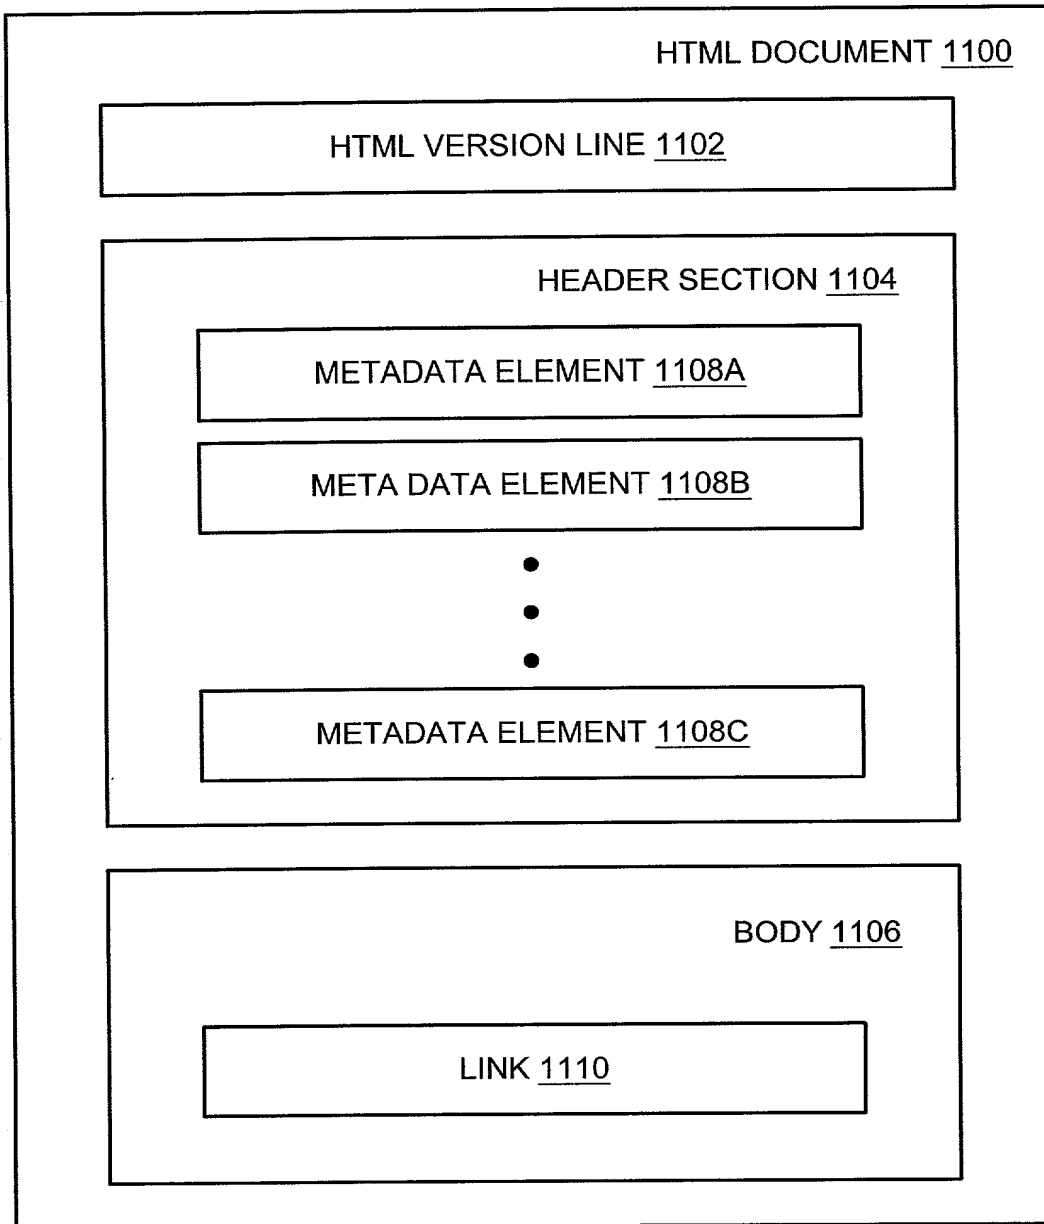 HTML DOCUMENT 1100
HTML VERSION LINE 1102
HEADER SECTION 1104
METADATA ELEMENT 1108A
META DATA ELEMENT 1108B
METADATA ELEMENT 1108C
BODY 1106
LINK 1110